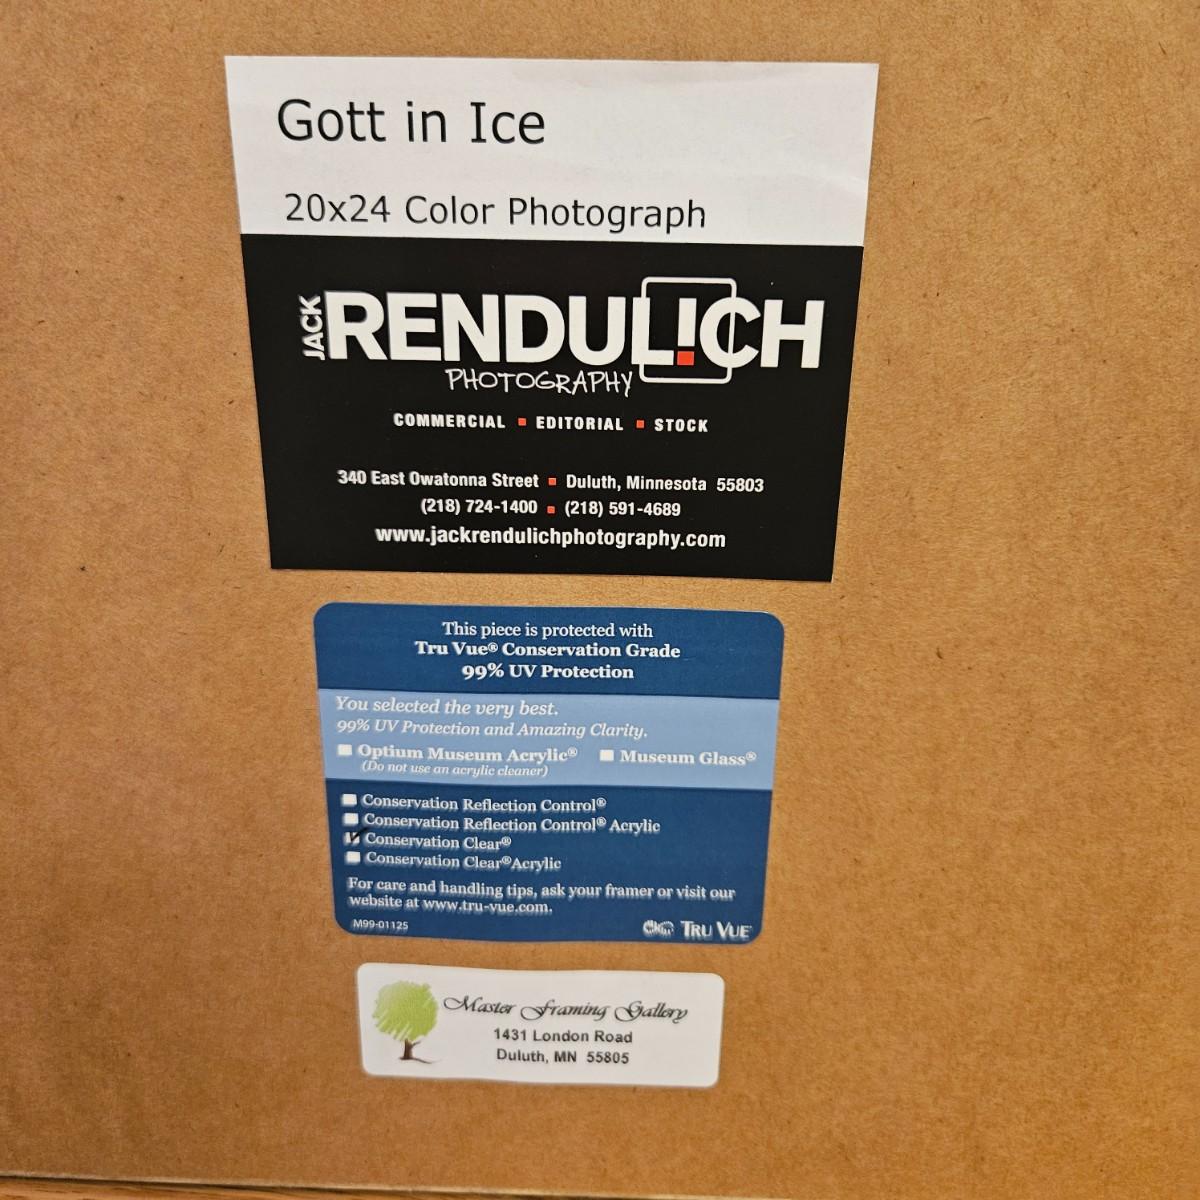 Gott in Ice
20x24 Color Photograph
JACK RENDULICH
PHOTOGRAPHY
COMMERCIAL ▪ EDITORIAL ▪ STOCK
340 East Owatonna Street ▪ Duluth, Minnesota 55803
(218) 724-1400 ▪ (218) 591-4689
www.jackrendulichphotography.com
This piece is protected with
Tru Vue® Conservation Grade
99% UV Protection
You selected the very best.
99% UV Protection and Amazing Clarity.
Optium Museum Acrylic® Museum Glass®
(Do not use an acrylic cleaner)
Conservation Reflection Control®
Conservation Reflection Control® Acrylic
Conservation Clear®
Conservation Clear® Acrylic
For care and handling tips, ask your framer or visit our
website at www.tru-vue.com.
M99-01125
TRU VUE
Master Framing Gallery
1431 London Road
Duluth, MN 55805